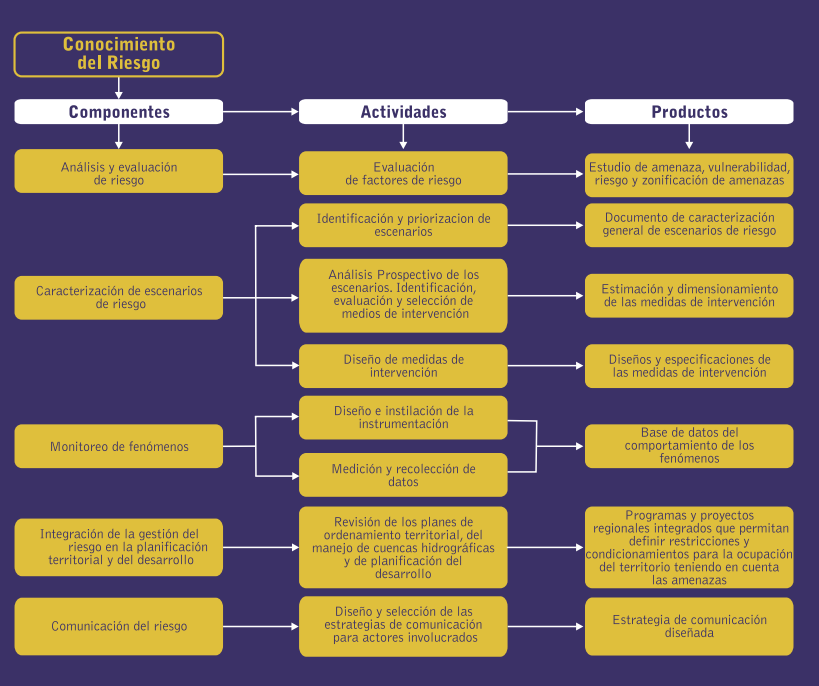 Conocimiento
del Riesgo
Componentes
Actividades
Productos
Análisis y evaluación
de riesgo
Evaluación
de factores de riesgo
Estudio de amenaza, vulnerabilidad,
riesgo y zonificación de amenazas
Identificación y priorizacion de
escenarios
Documento de caracterización
general de escenarios de riesgo
Caracterización de escenarios
de riesgo
Análisis Prospectivo de los
escenarios. Identificación,
evaluación y selección de
medios de intervención
Estimación y dimensionamiento
de las medidas de intervención
Diseño de medidas de
intervención
Diseños y especificaciones de
las medidas de intervención
Monitoreo de fenómenos
Diseño e instilación de la
instrumentación
Medición y recolección de
datos
Base de datos del
comportamiento de los
fenómenos
Integración de la gestión del
riesgo en la planificación
territorial y del desarrollo
Revisión de los planes de
ordenamiento territorial, del
manejo de cuencas hidrográficas
y de planificación del
desarrollo
Programas y proyectos
regionales integrados que permitan
definir restricciones y
condicionamientos para la ocupación
del territorio teniendo en cuenta
las amenazas
Comunicación del riesgo
Diseño y selección de las
estrategias de comunicación
para actores involucrados
Estrategia de comunicación
diseñada